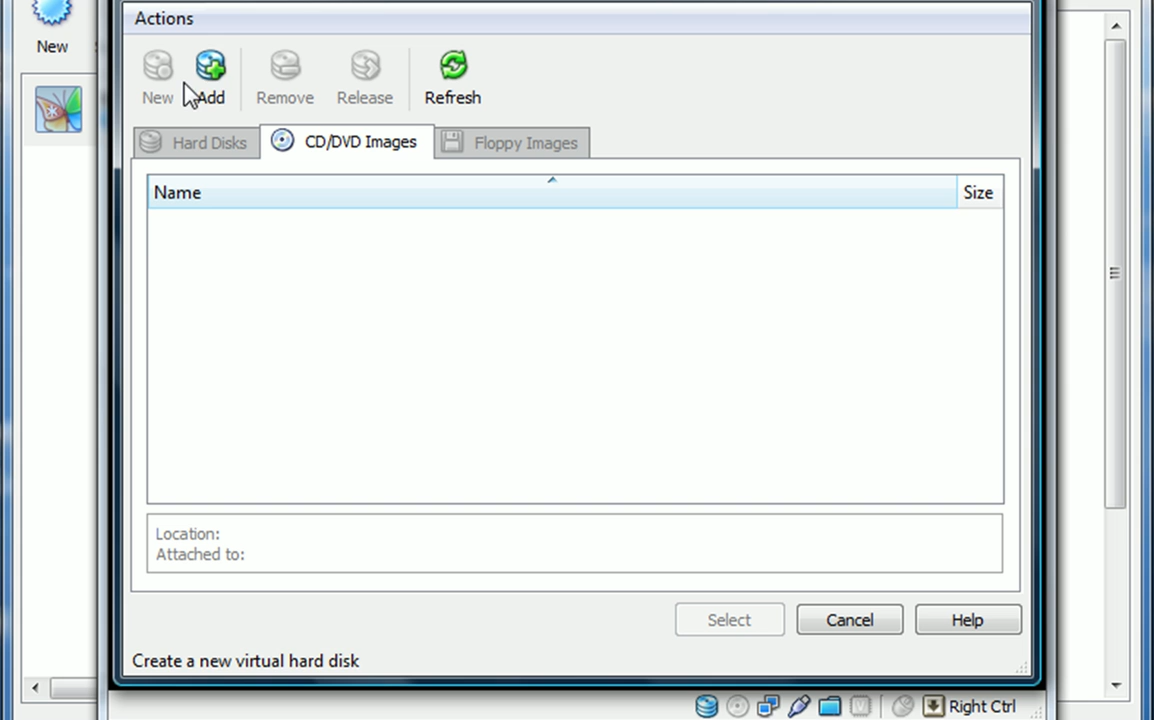 Actions
New
New Add Remove Release Refresh
Hard Disks CD/DVD Images Floppy Images
Name Size
Location:
Attached to:
Select Cancel Help
Create a new virtual hard disk
Right Ctrl